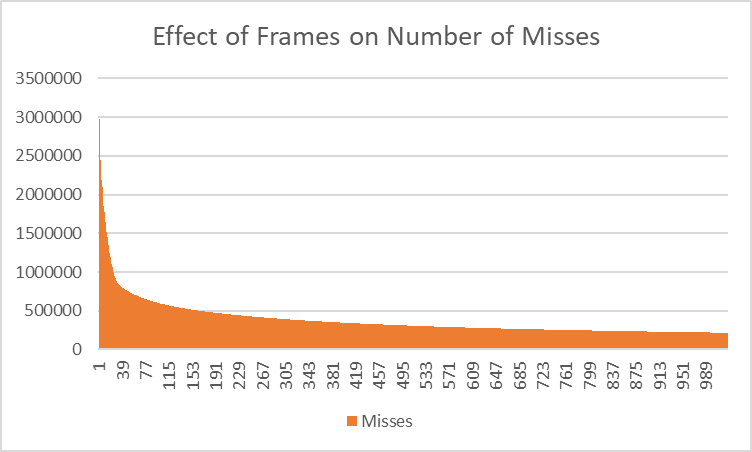 Effect of Frames on Number of Misses
3500000
3000000
2500000
2000000
1500000
1000000
500000
0
1 39 77 115 153 191 229 267 305 343 381 419 457 495 533 571 609 647 685 723 761 799 837 875 913 951 989
Misses